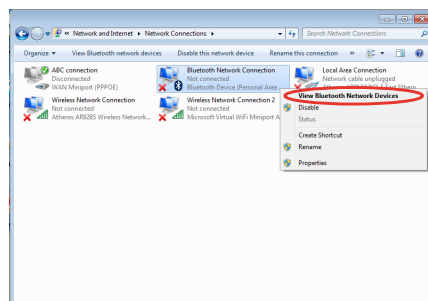 « Network and Internet ▸ Network Connections ▸
Search Network Connections
Organize ▾ View Bluetooth network devices Disable this network device Rename this connection »
ABC connection
Disconnected
WAN Miniport (PPPOE)
Bluetooth Network Connection
Not connected
Bluetooth Device (Personal Area ...
Local Area Connection
Network cable unplugged
Wireless Network Connection
Not connected
Atheros AR9285 Wireless Network...
Wireless Network Connection 2
Not connected
Microsoft Virtual WiFi Miniport A
View Bluetooth Network Devices
Disable
Status
Create Shortcut
Rename
Properties